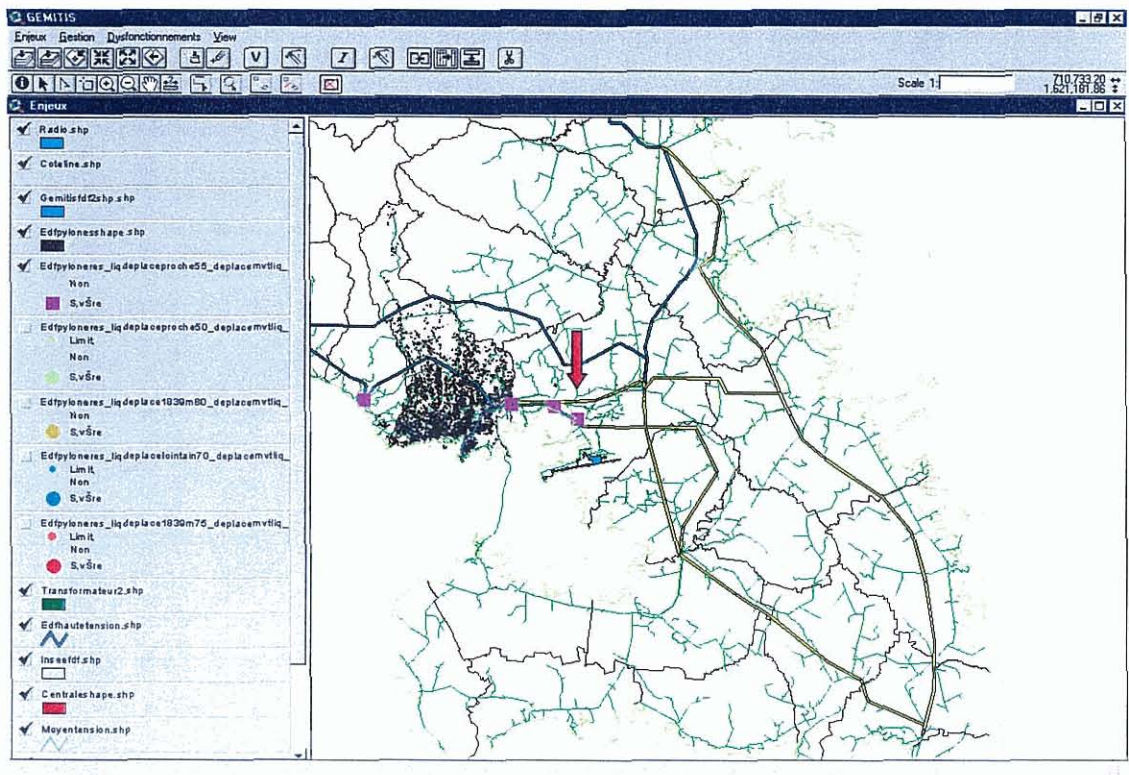 GEMITIS
Enjeux Gestion Dysfonctionnements View
V I
Scale 1: 710,733.20
1,621,181.86
Enjeux
Radio.shp
Coteline.shp
Gemitisfdf2shp.shp
Edfpylonesshape.shp
Edfpyloneres_liqdeplaceproche55_deplacemvtliq_
Non
S‚vŠre
Edfpyloneres_liqdeplaceproche50_deplacemvtliq_
Limit
Non
S‚vŠre
Edfpyloneres_liqdeplace1839m80_deplacemvtliq_
Non
S‚vŠre
Edfpyloneres_liqdeplacelointain70_deplacemvtliq_
Limit
Non
S‚vŠre
Edfpyloneres_liqdeplace1839m75_deplacemvtliq_
Limit
Non
S‚vŠre
Transformateur2.shp
Edfhautetension.shp
Inseefdf.shp
Centraleshape.shp
Moyentension.shp